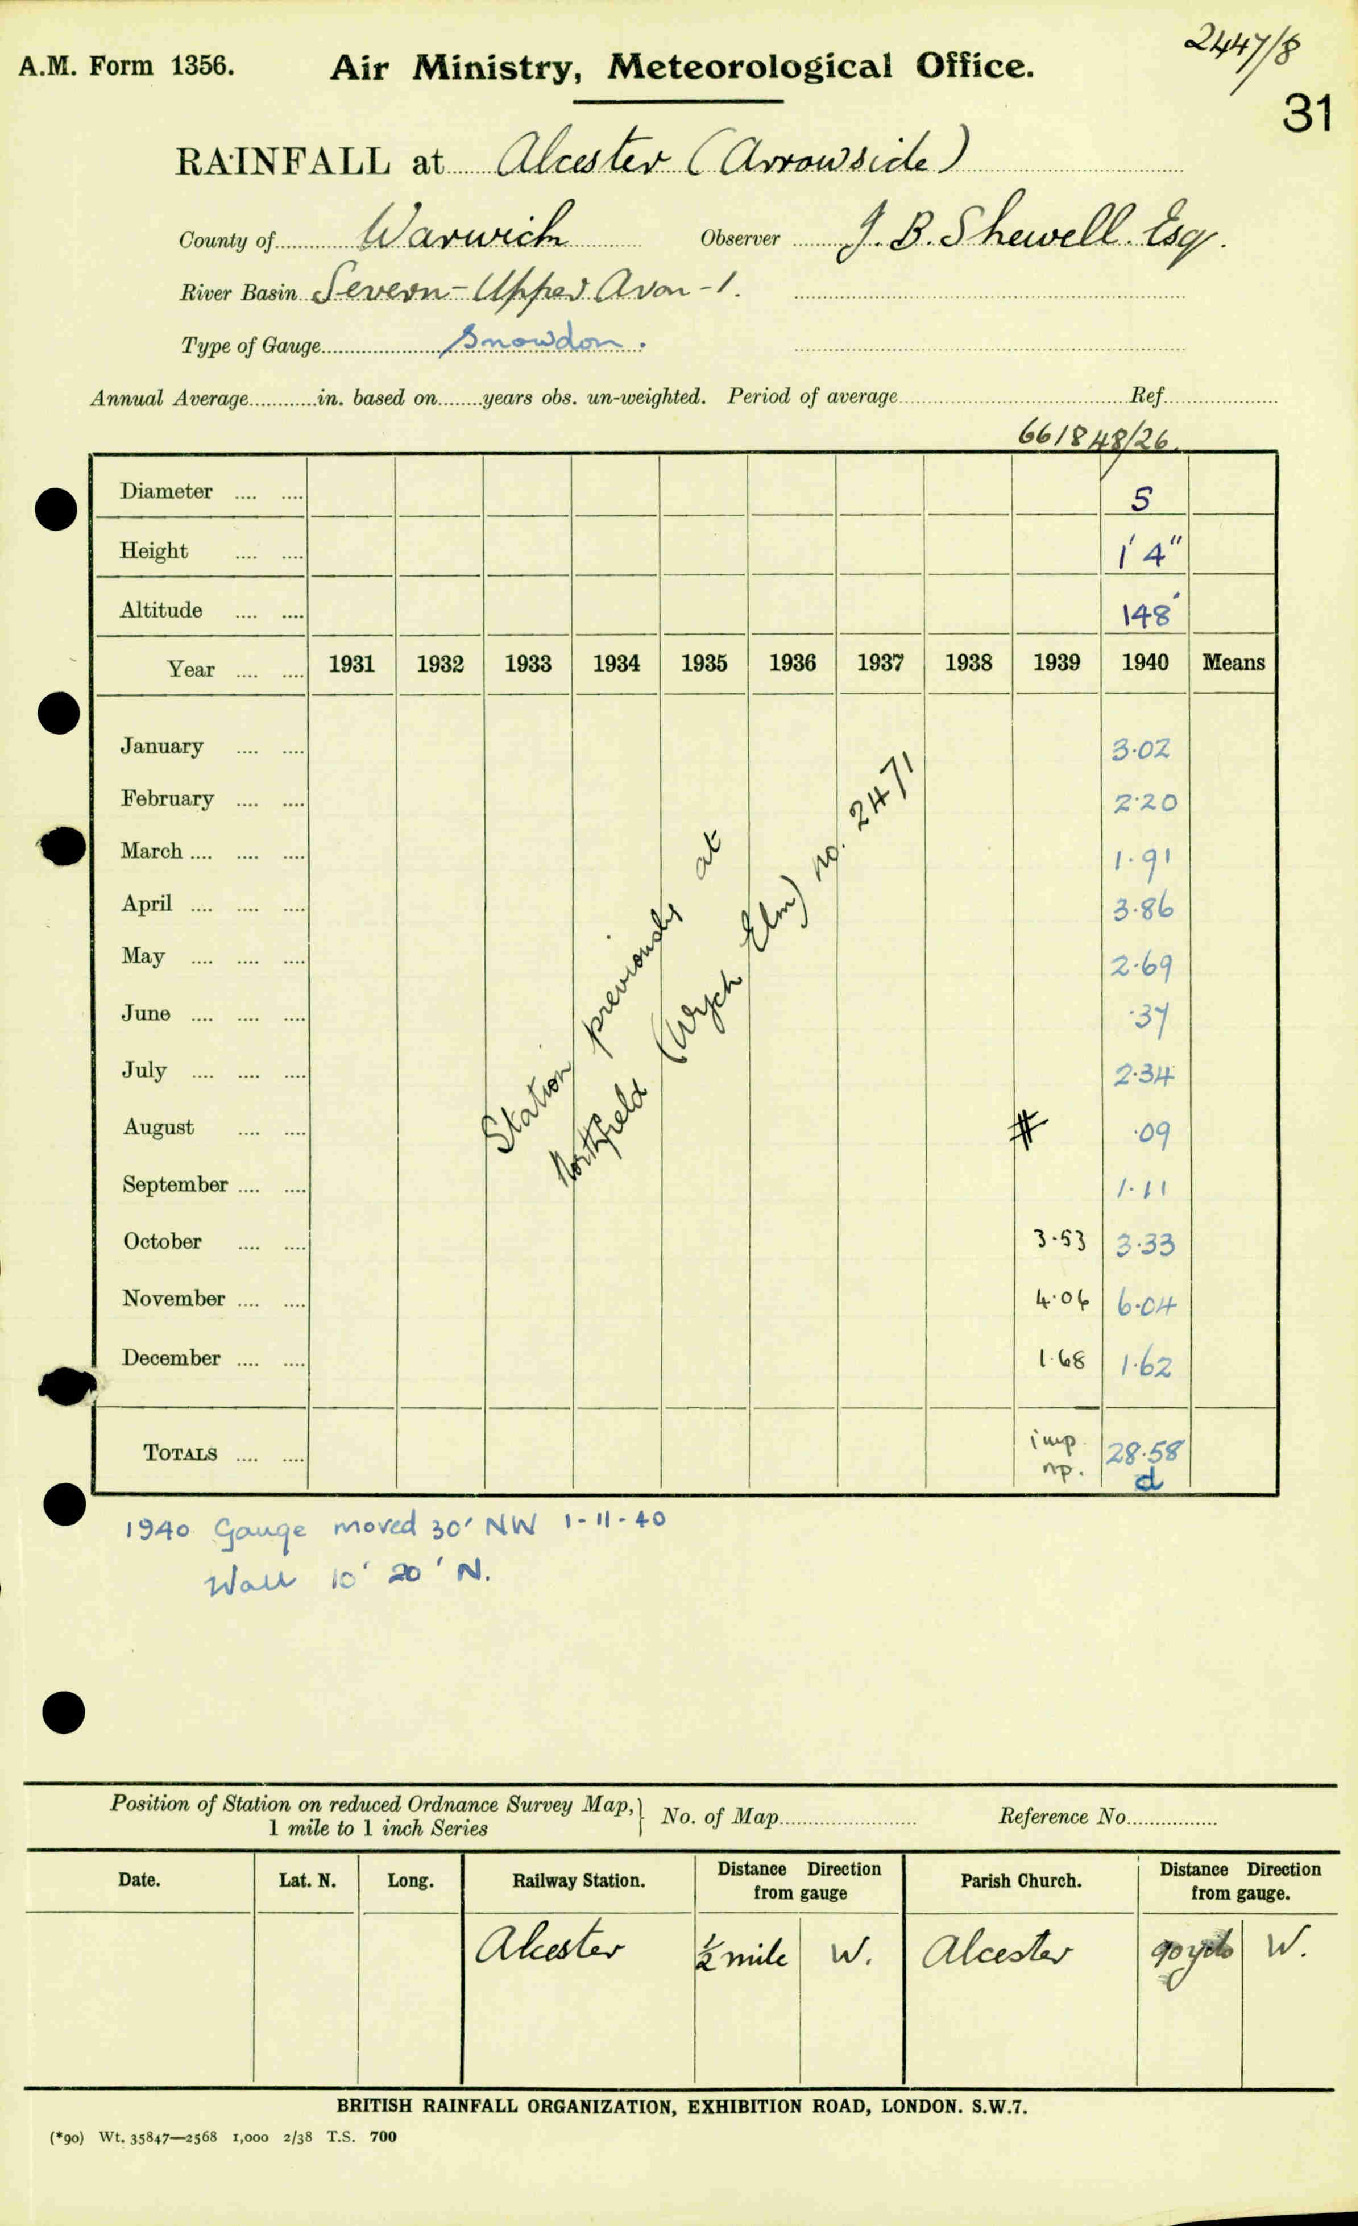 2447/8
A.M. Form 1356. Air Ministry, Meteorological Office.
31
RAINFALL at Alcester (Arrowside)
County of Warwick Observer J. B. Shewell. Esq.
River Basin Severn - Upper Avon - 1.
Type of Gauge Snowdon.
Annual Average in. based on years obs. un-weighted. Period of average Ref.
661848/26
Diameter 5
Height 1' 4"
Altitude 148'
Year 1931 1932 1933 1934 1935 1936 1937 1938 1939 1940 Means
January 3.02
February 2.20
March 1.91
April 3.86
May 2.69
June .37
July 2.34
August # .09
September 1.11
October 3.53 3.33
November 4.06 6.04
December 1.68 1.62
TOTALS imp. np. 28.58 d
Station previously at
Northfield (Wych Elm) no. 2471
1940 Gauge moved 30' NW 1-11-40
Wall 10' 20' N.
Position of Station on reduced Ordnance Survey Map, } No. of Map Reference No.
1 mile to 1 inch Series
Date. Lat. N. Long. Railway Station. Distance Direction from gauge Parish Church. Distance Direction from gauge.
Alcester ½ mile W. Alcester 90 yds W.
BRITISH RAINFALL ORGANIZATION, EXHIBITION ROAD, LONDON. S.W.7.
(*90) Wt. 35847—2568 1,000 2/38 T.S. 700